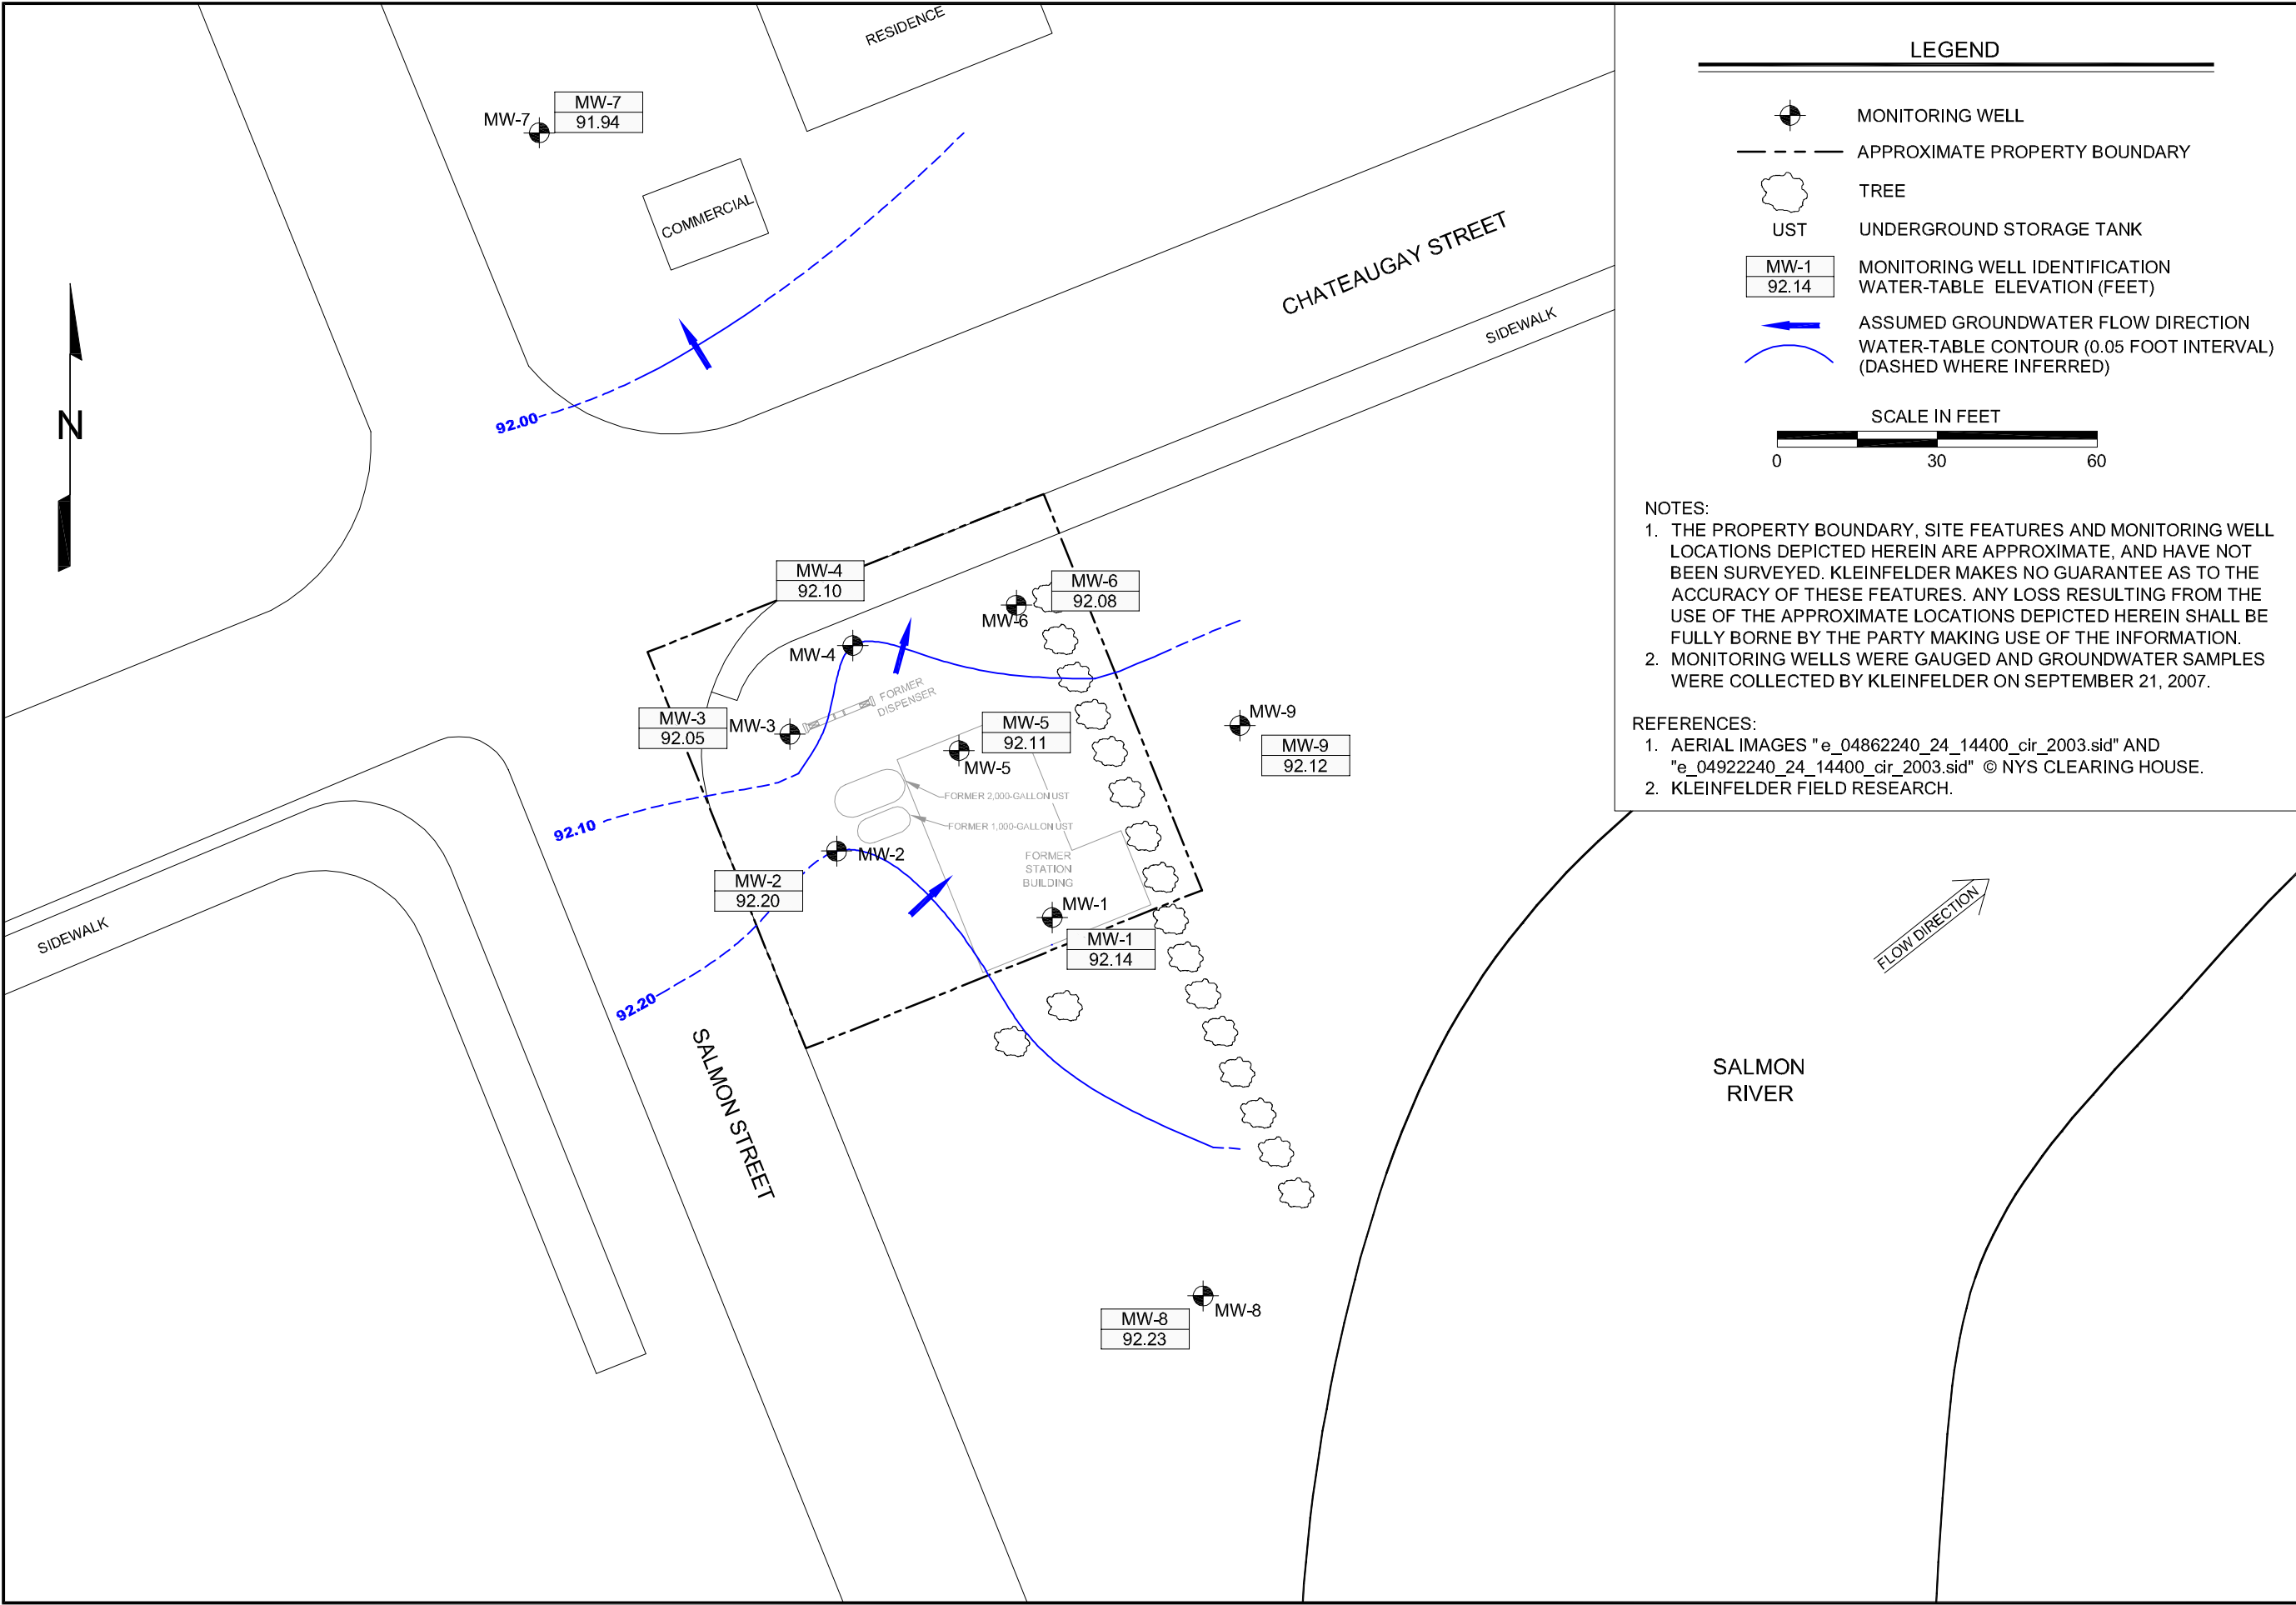 RESIDENCE
MW-7
MW-7
91.94
COMMERCIAL
CHATEAUGAY STREET
SIDEWALK
N
92.00
MW-4
92.10
MW-4
MW-6
92.08
MW-6
FORMER
DISPENSER
MW-3
92.05
MW-3
MW-5
92.11
MW-5
MW-9
MW-9
92.12
FORMER 2,000-GALLON UST
FORMER 1,000-GALLON UST
92.10
MW-2
MW-2
92.20
FORMER
STATION
BUILDING
MW-1
MW-1
92.14
SIDEWALK
92.20
SALMON STREET
FLOW DIRECTION
SALMON
RIVER
MW-8
MW-8
92.23
LEGEND
MONITORING WELL
APPROXIMATE PROPERTY BOUNDARY
TREE
UST UNDERGROUND STORAGE TANK
MW-1 MONITORING WELL IDENTIFICATION
92.14 WATER-TABLE ELEVATION (FEET)
ASSUMED GROUNDWATER FLOW DIRECTION
WATER-TABLE CONTOUR (0.05 FOOT INTERVAL)
(DASHED WHERE INFERRED)
SCALE IN FEET
0 30 60
NOTES:
1. THE PROPERTY BOUNDARY, SITE FEATURES AND MONITORING WELL
LOCATIONS DEPICTED HEREIN ARE APPROXIMATE, AND HAVE NOT
BEEN SURVEYED. KLEINFELDER MAKES NO GUARANTEE AS TO THE
ACCURACY OF THESE FEATURES. ANY LOSS RESULTING FROM THE
USE OF THE APPROXIMATE LOCATIONS DEPICTED HEREIN SHALL BE
FULLY BORNE BY THE PARTY MAKING USE OF THE INFORMATION.
2. MONITORING WELLS WERE GAUGED AND GROUNDWATER SAMPLES
WERE COLLECTED BY KLEINFELDER ON SEPTEMBER 21, 2007.
REFERENCES:
1. AERIAL IMAGES "e_04862240_24_14400_cir_2003.sid" AND
"e_04922240_24_14400_cir_2003.sid" © NYS CLEARING HOUSE.
2. KLEINFELDER FIELD RESEARCH.